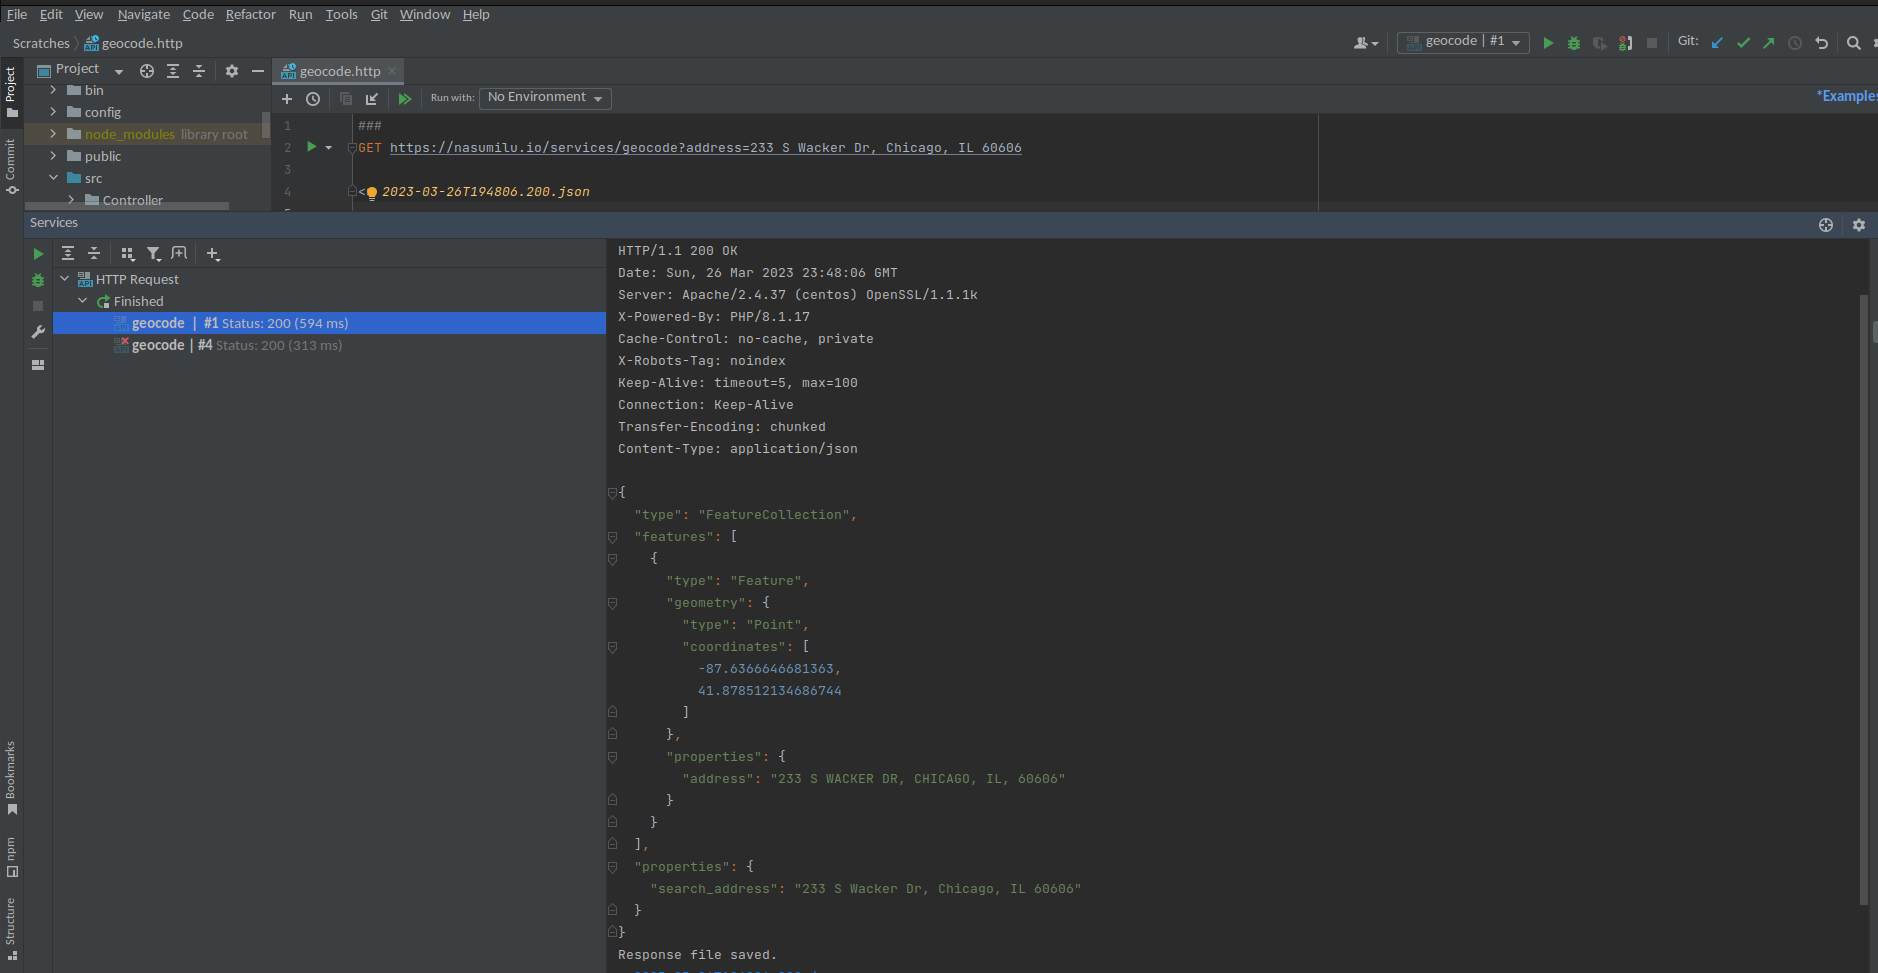 File Edit View Navigate Code Refactor Run Tools Git Window Help
Scratches geocode.http
geocode | #1
Git:
Project
geocode.http
Run with: No Environment
*Examples
Project
Commit
Bookmarks
npm
Structure
bin
config
node_modules library root
public
src
Controller
1 ###
2 GET https://nasumilu.io/services/geocode?address=233 S Wacker Dr, Chicago, IL 60606
3
4 <> 2023-03-26T194806.200.json
Services
HTTP Request
Finished
geocode | #1 Status: 200 (594 ms)
geocode | #4 Status: 200 (313 ms)
HTTP/1.1 200 OK
Date: Sun, 26 Mar 2023 23:48:06 GMT
Server: Apache/2.4.37 (centos) OpenSSL/1.1.1k
X-Powered-By: PHP/8.1.17
Cache-Control: no-cache, private
X-Robots-Tag: noindex
Keep-Alive: timeout=5, max=100
Connection: Keep-Alive
Transfer-Encoding: chunked
Content-Type: application/json
{
"type": "FeatureCollection",
"features": [
{
"type": "Feature",
"geometry": {
"type": "Point",
"coordinates": [
-87.6366646681363,
41.878512134686744
]
},
"properties": {
"address": "233 S WACKER DR, CHICAGO, IL, 60606"
}
}
],
"properties": {
"search_address": "233 S Wacker Dr, Chicago, IL 60606"
}
}
Response file saved.